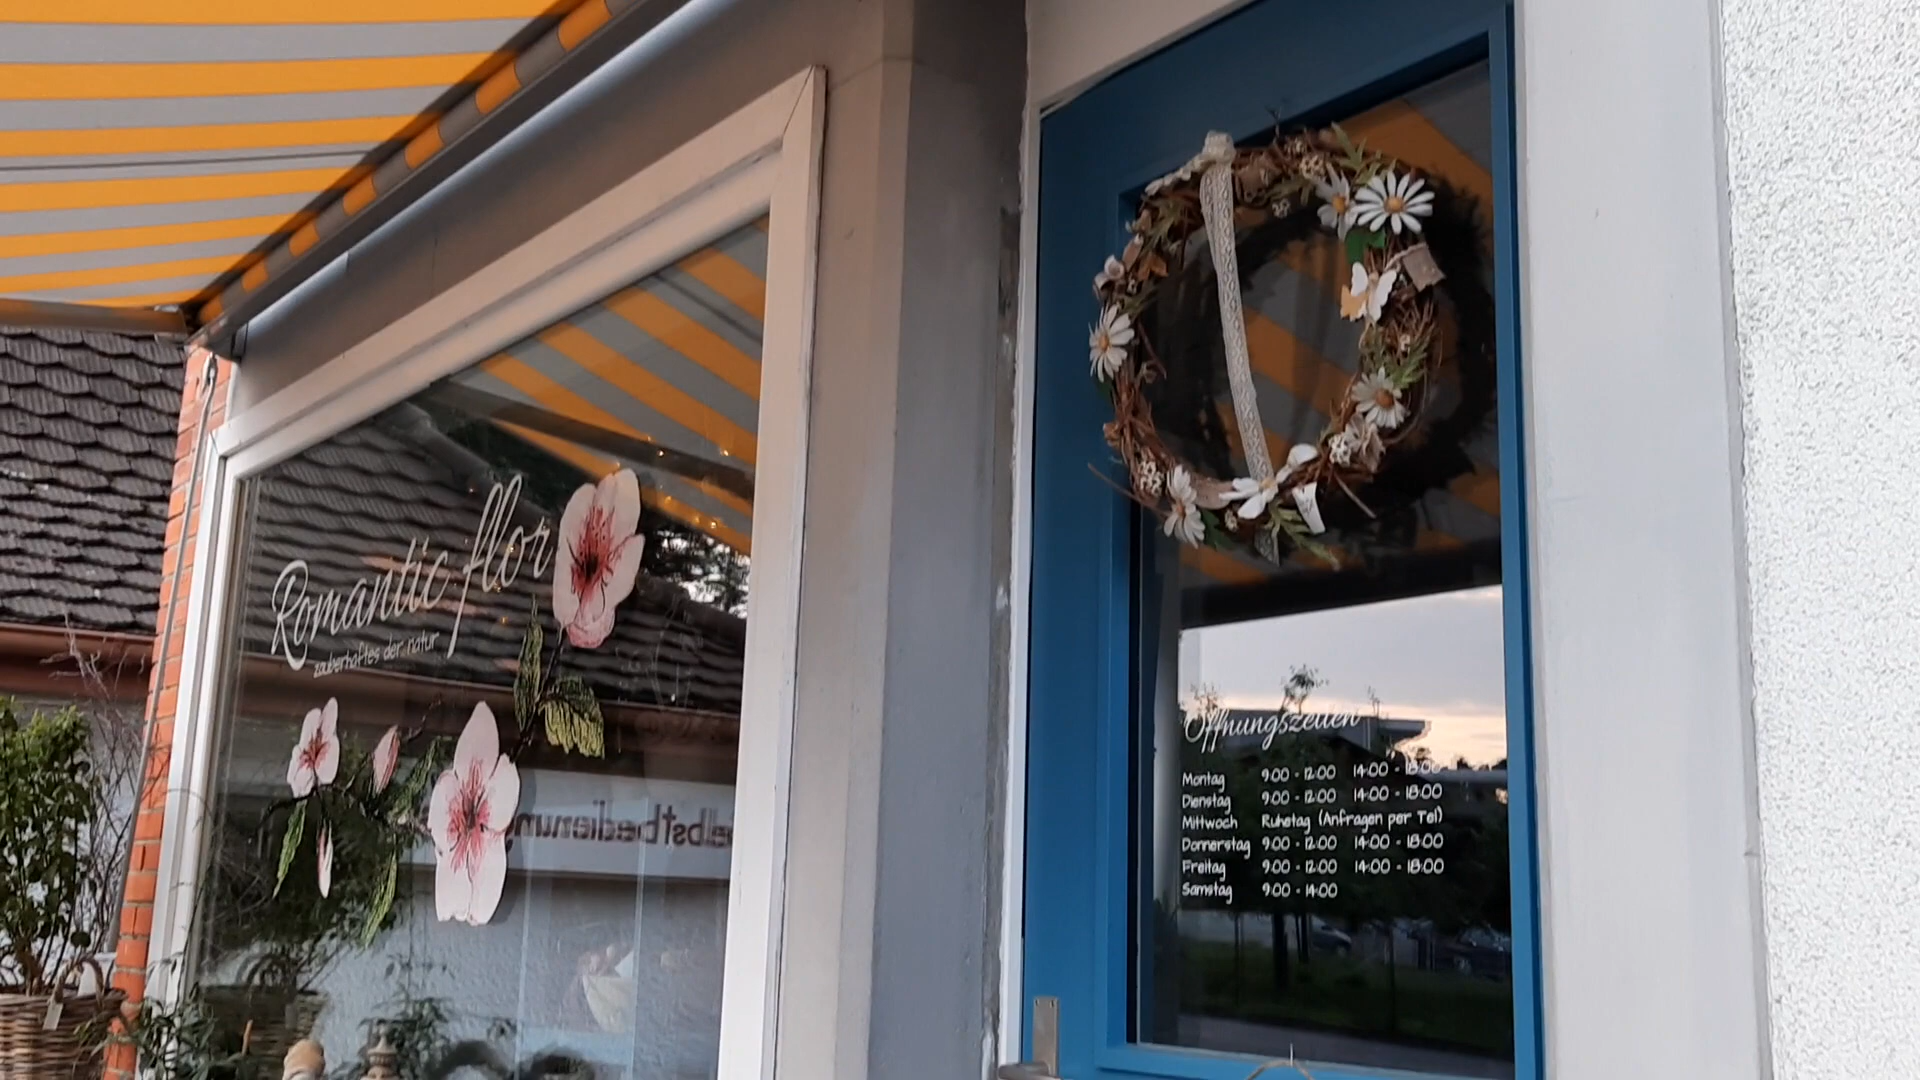 Romantic flor
zauberhaftes der natur
elbstbedienung
Öffnungszeiten
Montag 9:00 - 12:00 14:00 - 18:00
Dienstag 9:00 - 12:00 14:00 - 18:00
Mittwoch Ruhetag (Anfragen per Tel)
Donnerstag 9:00 - 12:00 14:00 - 18:00
Freitag 9:00 - 12:00 14:00 - 18:00
Samstag 9:00 - 14:00